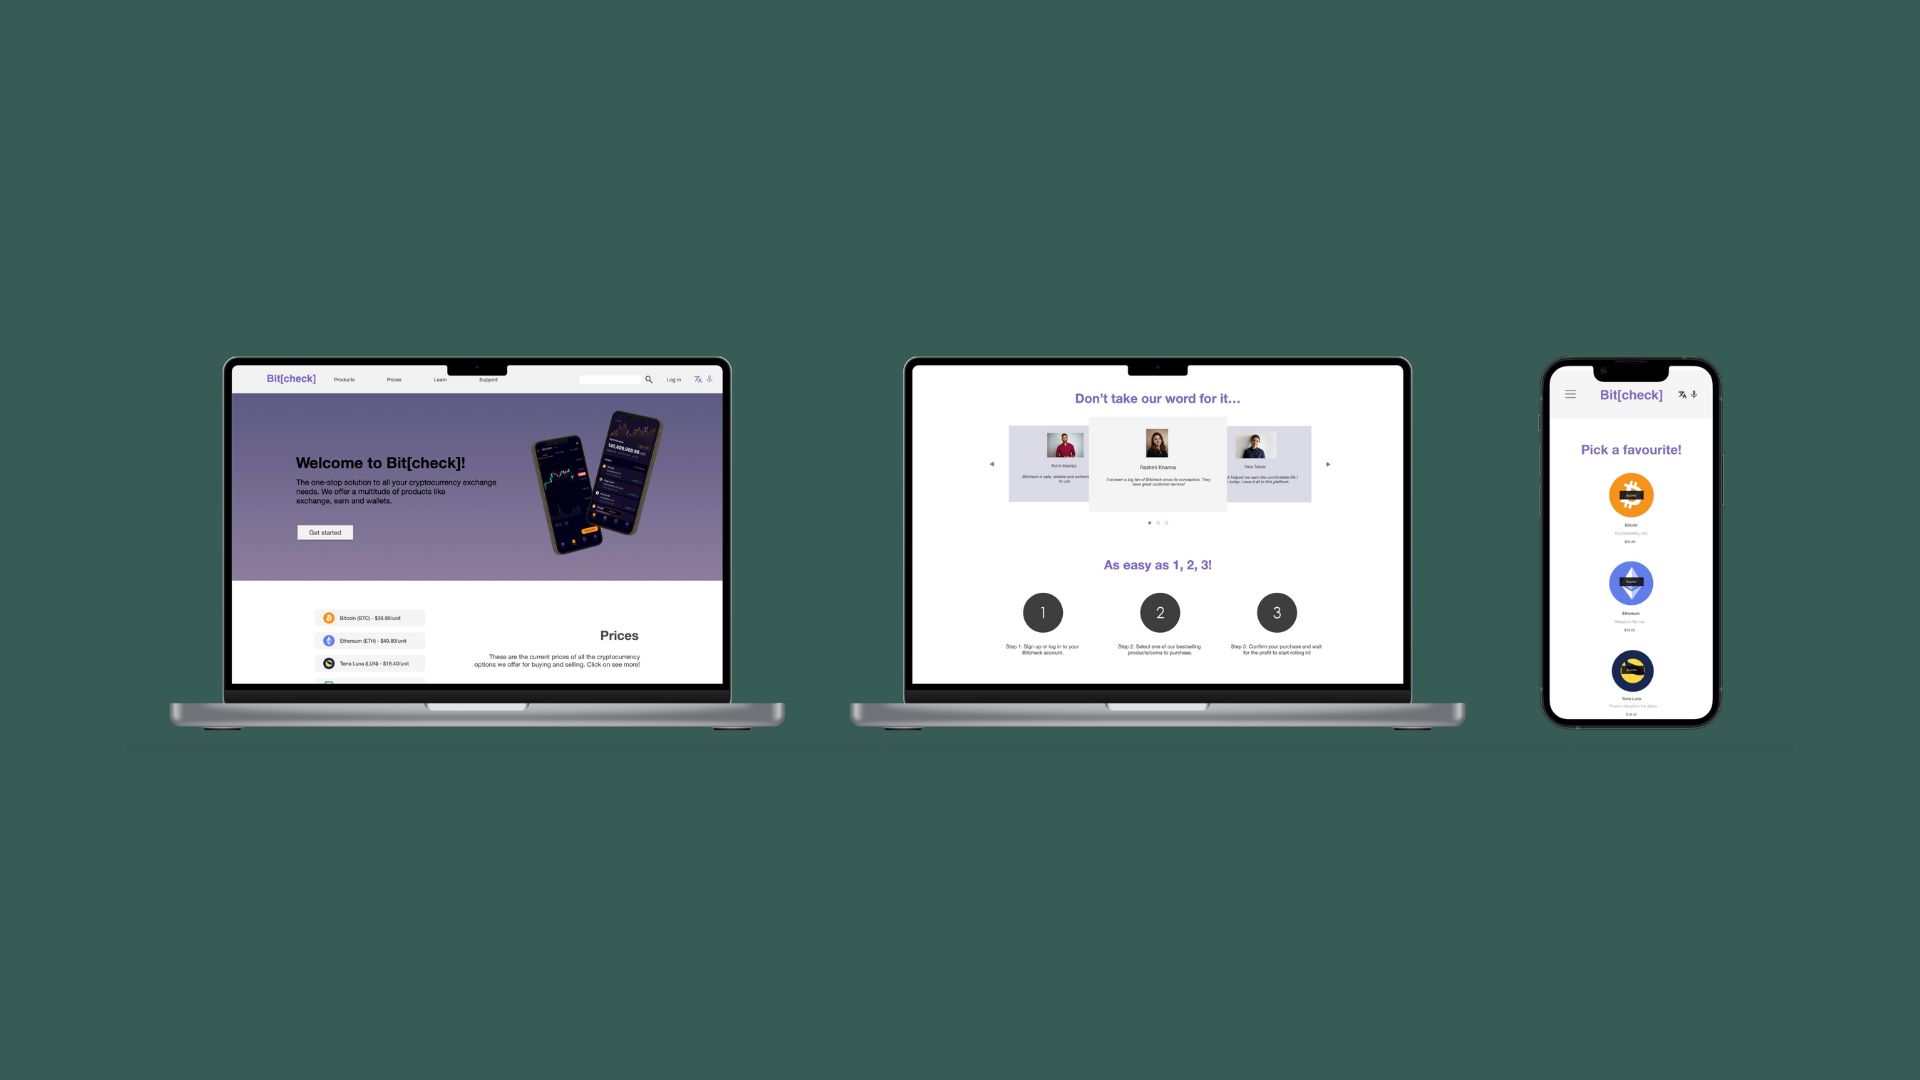 Bit[check]
Products
Prices
Learn
Support
Log in
Welcome to Bit[check]!
The one-stop solution to all your cryptocurrency exchange
needs. We offer a multitude of products like
exchange, earn and wallets.
Get started
Bitcoin (BTC) - $36.90/unit
Ethereum (ETH) - $49.80/unit
Terra Luna (LUN) - $16.40/unit
Prices
These are the current prices of all the cryptocurrency
options we offer for buying and selling. Click on see more!
Don't take our word for it...
Rashmi Khanna
I've been a big fan of Bitcheck since its conception. They
have great customer service!
Bitcheck is safe, reliable and
to use.
helped me earn the comfortable life I
today. I owe it all to this platform.
As easy as 1, 2, 3!
1
2
3
Step 1: Sign up or log in to your
Bitcheck account.
Step 2: Select one of our bestselling
products/coins to purchase.
Step 3: Confirm your purchase and wait
for the profit to start rolling in!
Bit[check]
Pick a favourite!
Bitcoin
Our bestselling coin.
Ethereum
Terra Luna